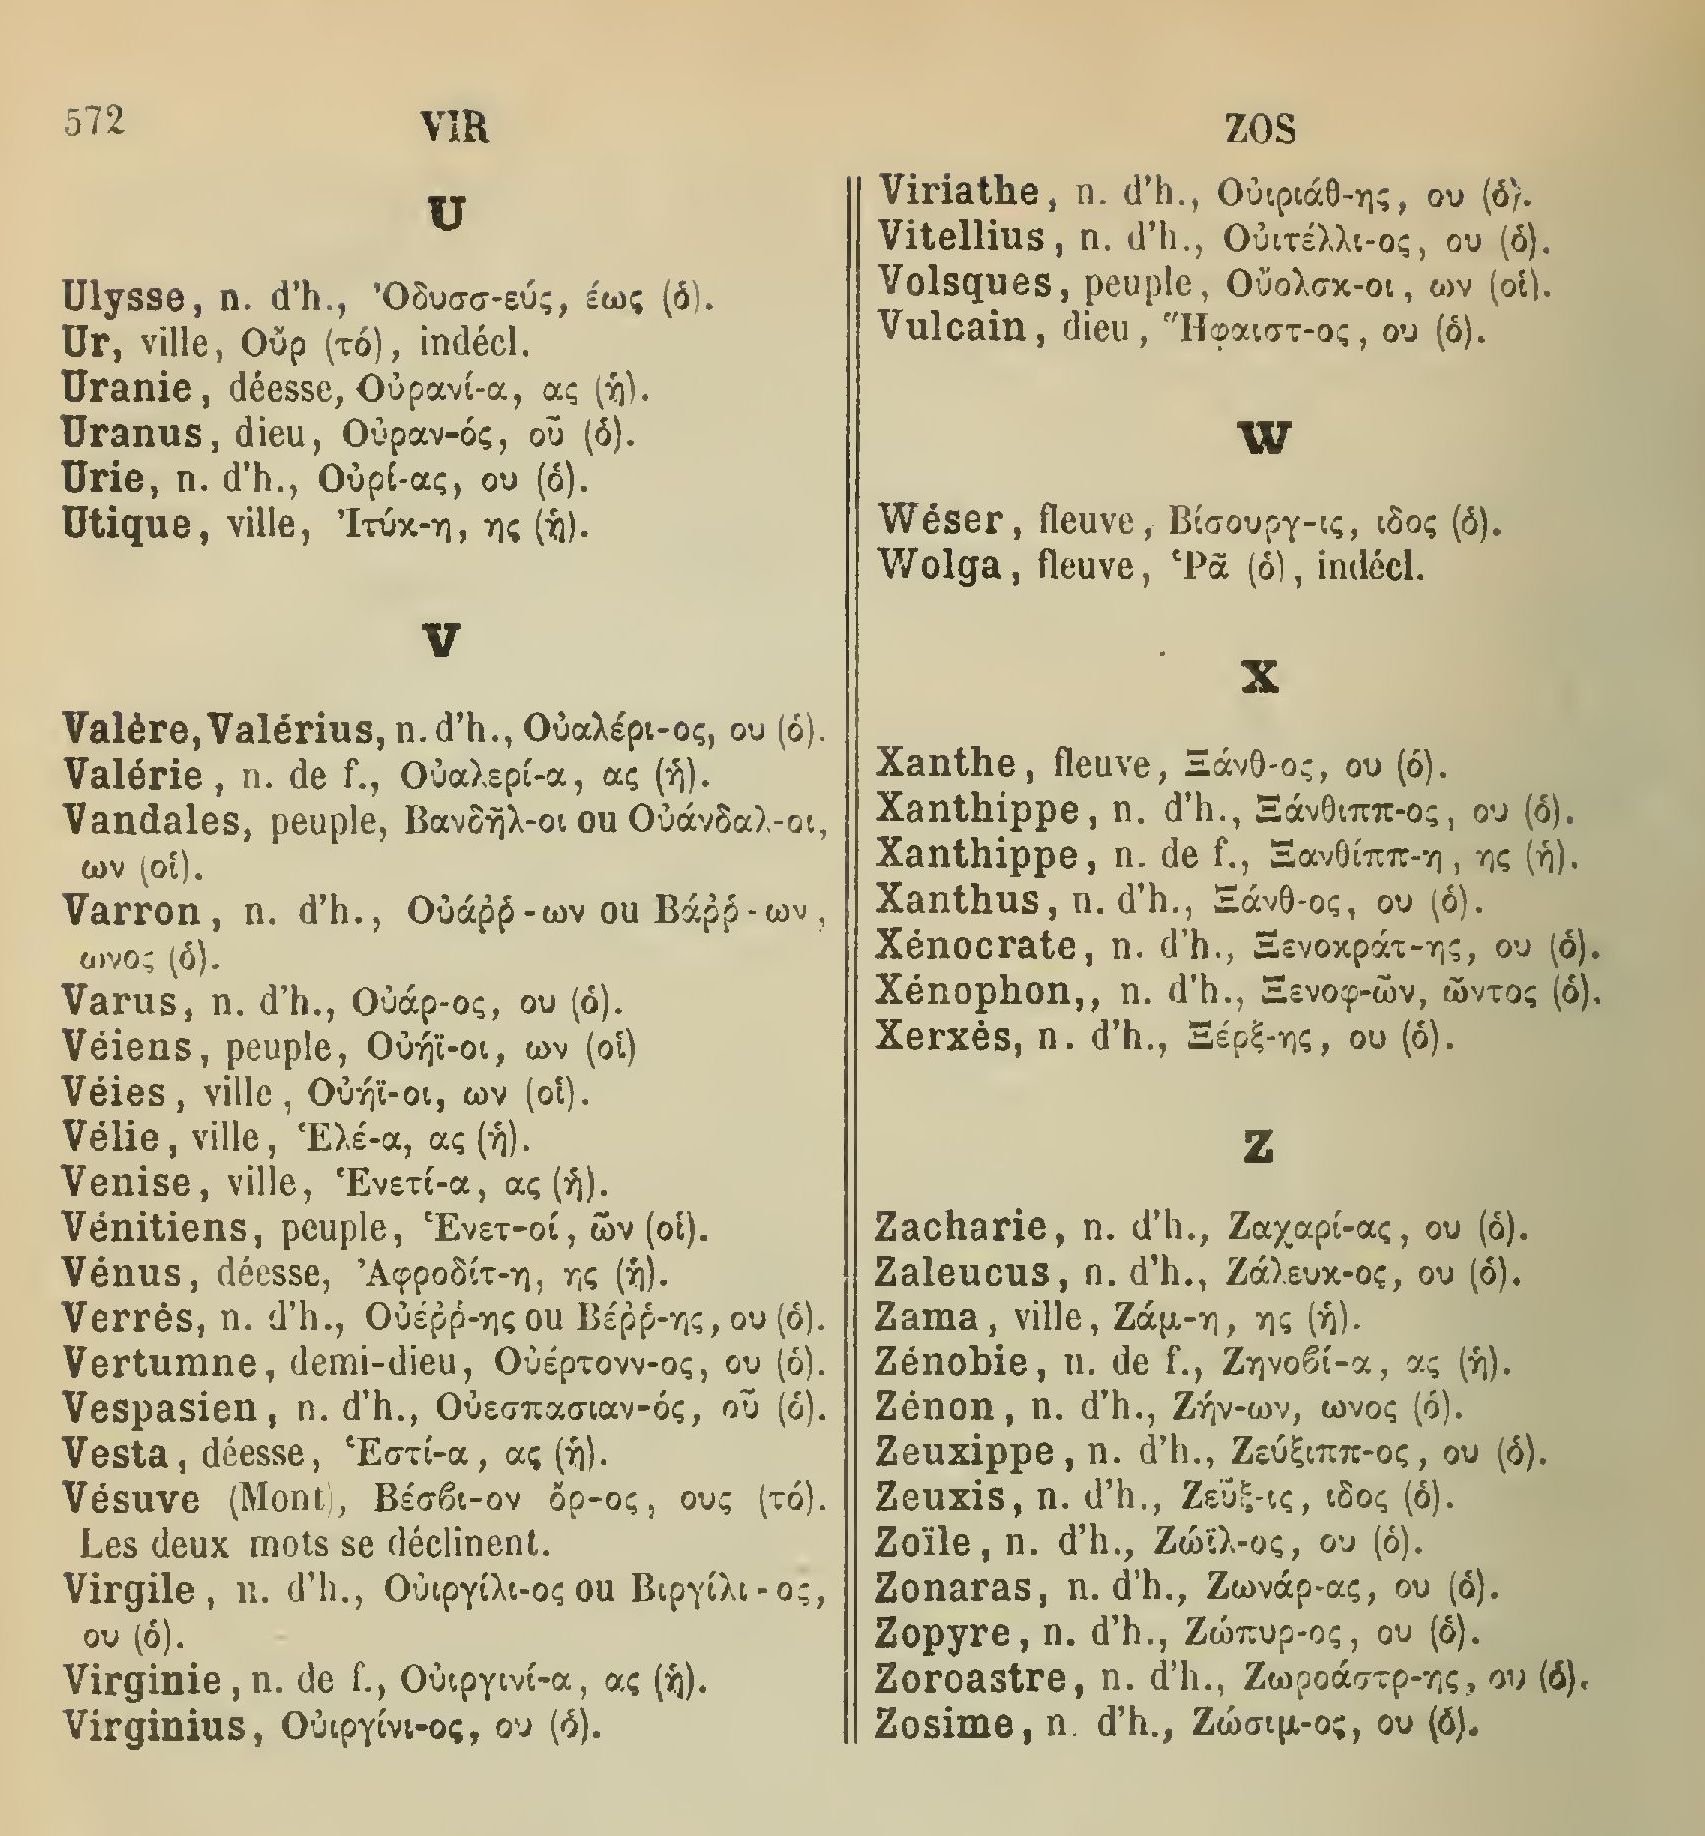 572
VIR
ZOS
U
Ulysse, n. d'h., Ὀδυσσ-εύς, έως (ὁ).
Ur, ville, Οὔρ (τό), indécl.
Uranie, déesse, Οὐρανί-α, ας (ἡ).
Uranus, dieu, Οὐραν-ός, οῦ (ὁ).
Urie, n. d'h., Οὐρί-ας, ου (ὁ).
Utique, ville, Ἰτύκ-η, ης (ἡ).
V
Valère, Valérius, n. d'h., Οὐαλέρι-ος, ου (ὁ).
Valérie, n. de f., Οὐαλερί-α, ας (ἡ).
Vandales, peuple, Βανδῆλ-οι ou Οὐάνδαλ-οι,
ων (οἱ).
Varron, n. d'h., Οὐάῤῥ-ων ou Βάῤῥ-ων,
ωνος (ὁ).
Varus, n. d'h., Οὐάρ-ος, ου (ὁ).
Véiens, peuple, Οὐήϊ-οι, ων (οἱ)
Véies, ville, Οὐήϊ-οι, ων (οἱ).
Vélie, ville, Ἑλέ-α, ας (ἡ).
Venise, ville, Ἑνετί-α, ας (ἡ).
Vénitiens, peuple, Ἑνετ-οί, ῶν (οἱ).
Vénus, déesse, Ἀφροδίτ-η, ης (ἡ).
Verrès, n. d'h., Οὐέῤῥ-ης ou Βέῤῥ-ης, ου (ὁ).
Vertumne, demi-dieu, Οὐέρτονν-ος, ου (ὁ).
Vespasien, n. d'h., Οὐεσπασιαν-ός, οῦ (ὁ).
Vesta, déesse, Ἑστί-α, ας (ἡ).
Vésuve (Mont), Βέσϐι-ον ὄρ-ος, ους (τό).
Les deux mots se déclinent.
Virgile, n. d'h., Οὐιργίλι-ος ou Βιργίλι-ος,
ου (ὁ).
Virginie, n. de f., Οὐιργινί-α, ας (ἡ).
Virginius, Οὐιργίνι-ος, ου (ὁ).
Viriathe, n. d'h., Οὐιριάθ-ης, ου (ὁ).
Vitellius, n. d'h., Οὐιτέλλι-ος, ου (ὁ).
Volsques, peuple, Οὔολσκ-οι, ων (οἱ).
Vulcain, dieu, Ἥφαιστ-ος, ου (ὁ).
W
Wéser, fleuve, Βίσουργ-ις, ιδος (ὁ).
Wolga, fleuve, Ῥᾶ (ὁ), indécl.
X
Xanthe, fleuve, Ξάνθ-ος, ου (ὁ).
Xanthippe, n. d'h., Ξάνθιππ-ος, ου (ὁ).
Xanthippe, n. de f., Ξανθίππ-η, ης (ἡ).
Xanthus, n. d'h., Ξάνθ-ος, ου (ὁ).
Xénocrate, n. d'h., Ξενοκράτ-ης, ου (ὁ).
Xénophon,, n. d'h., Ξενοφ-ῶν, ῶντος (ὁ).
Xerxès, n. d'h., Ξέρξ-ης, ου (ὁ).
Z
Zacharie, n. d'h., Ζαχαρί-ας, ου (ὁ).
Zaleucus, n. d'h., Ζάλευκ-ος, ου (ὁ).
Zama, ville, Ζάμ-η, ης (ἡ).
Zénobie, n. de f., Ζηνοϐί-α, ας (ἡ).
Zénon, n. d'h., Ζήν-ων, ωνος (ὁ).
Zeuxippe, n. d'h., Ζεύξιππ-ος, ου (ὁ).
Zeuxis, n. d'h., Ζεῦξ-ις, ιδος (ὁ).
Zoïle, n. d'h., Ζώϊλ-ος, ου (ὁ).
Zonaras, n. d'h., Ζωνάρ-ας, ου (ὁ).
Zopyre, n. d'h., Ζώπυρ-ος, ου (ὁ).
Zoroastre, n. d'h., Ζωροάστρ-ης, ου (ὁ).
Zosime, n. d'h., Ζώσιμ-ος, ου (ὁ).